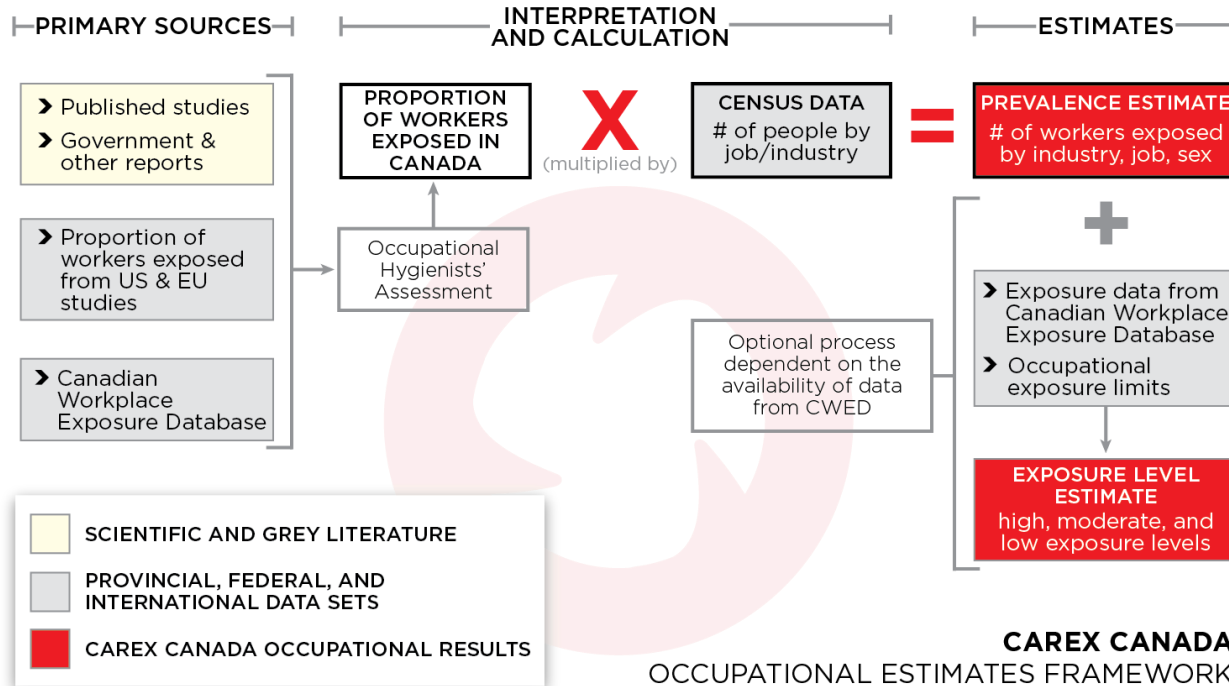 PRIMARY SOURCES
INTERPRETATION
AND CALCULATION
ESTIMATES
Published studies
Government &
other reports
Proportion of
workers exposed
from US & EU
studies
Canadian
Workplace
Exposure Database
PROPORTION
OF WORKERS
EXPOSED IN
CANADA
Occupational
Hygienists'
Assessment
X
(multiplied by)
CENSUS DATA
# of people by
job/industry
=
PREVALENCE ESTIMATE
# of workers exposed
by industry, job, sex
+
Optional process
dependent on the
availability of data
from CWED
Exposure data from
Canadian Workplace
Exposure Database
Occupational
exposure limits
EXPOSURE LEVEL
ESTIMATE
high, moderate, and
low exposure levels
SCIENTIFIC AND GREY LITERATURE
PROVINCIAL, FEDERAL, AND
INTERNATIONAL DATA SETS
CAREX CANADA OCCUPATIONAL RESULTS
CAREX CANADA
OCCUPATIONAL ESTIMATES FRAMEWORK